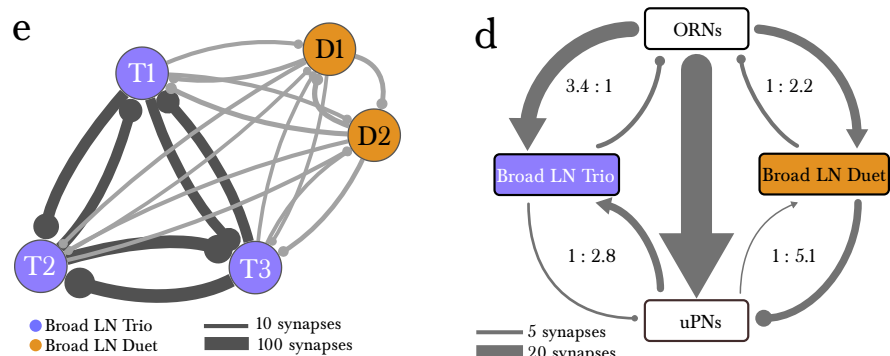 e
T1
D1
D2
T2
T3
Broad LN Trio
Broad LN Duet
10 synapses
100 synapses
d
ORNs
3.4 : 1
1 : 2.2
Broad LN Trio
Broad LN Duet
1 : 2.8
1 : 5.1
uPNs
5 synapses
20 synapses